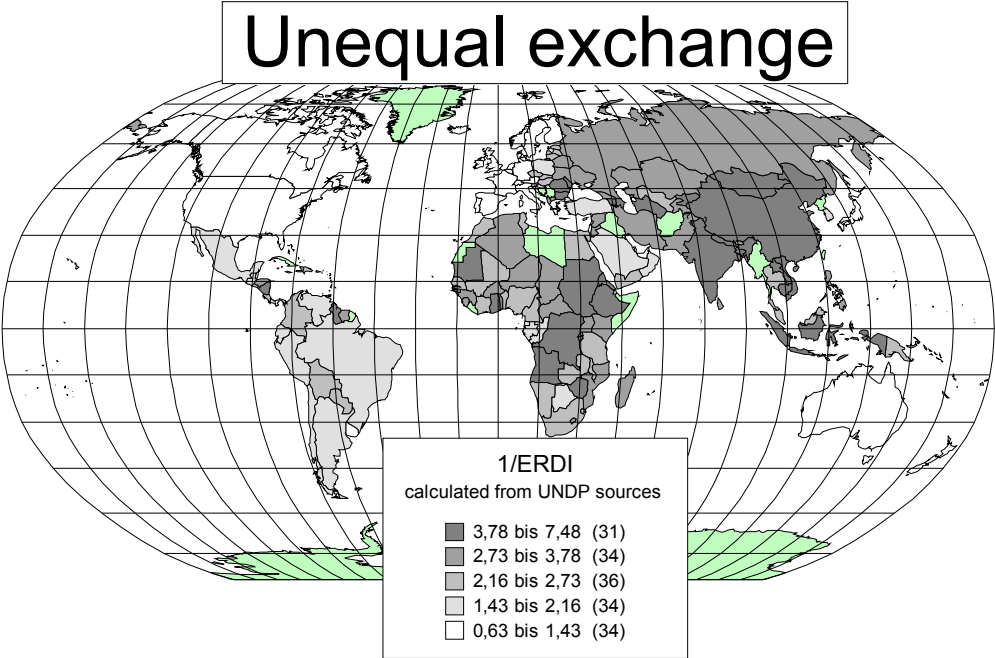 Unequal exchange
1/ERDI
calculated from UNDP sources
3,78 bis 7,48 (31)
2,73 bis 3,78 (34)
2,16 bis 2,73 (36)
1,43 bis 2,16 (34)
0,63 bis 1,43 (34)